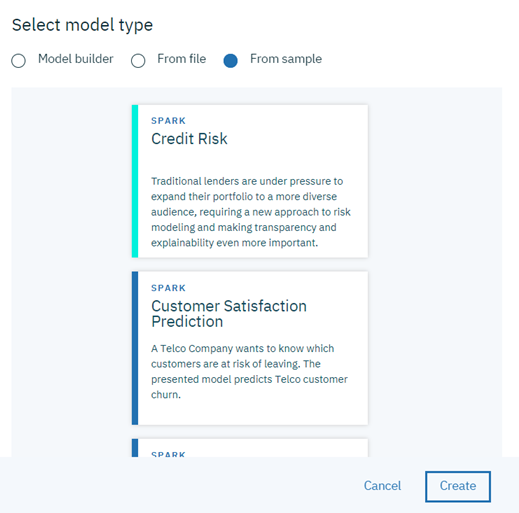 Select model type
Model builder
From file
From sample
SPARK
Credit Risk
Traditional lenders are under pressure to
expand their portfolio to a more diverse
audience, requiring a new approach to risk
modeling and making transparency and
explainability even more important.
SPARK
Customer Satisfaction
Prediction
A Telco Company wants to know which
customers are at risk of leaving. The
presented model predicts Telco customer
churn.
SPARK
Cancel
Create